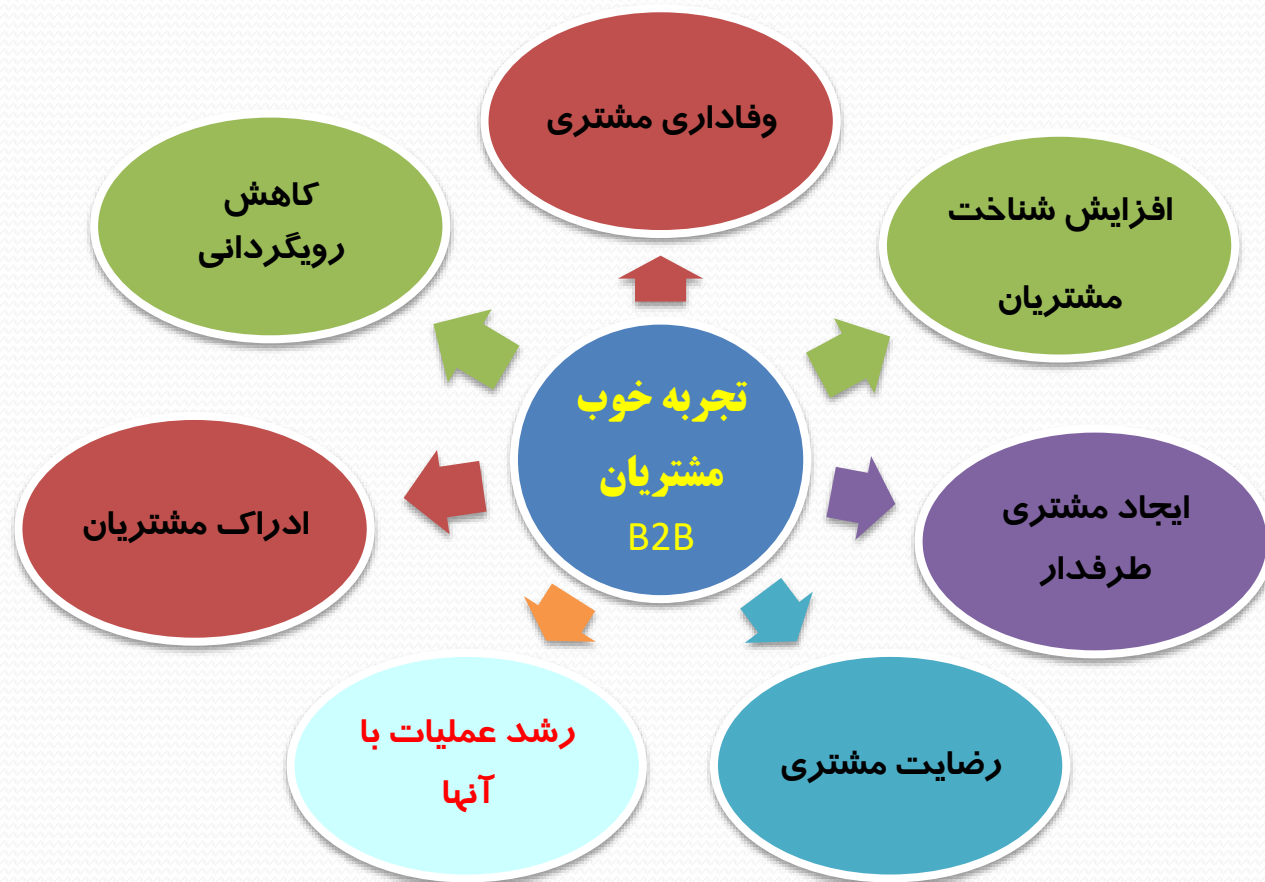 وفاداری مشتری
افزایش شناخت
مشتریان
ایجاد مشتری
طرفدار
رضایت مشتری
رشد عملیات با
آنها
ادراک مشتریان
کاهش
رویگردانی
تجربه خوب
مشتریان
B2B